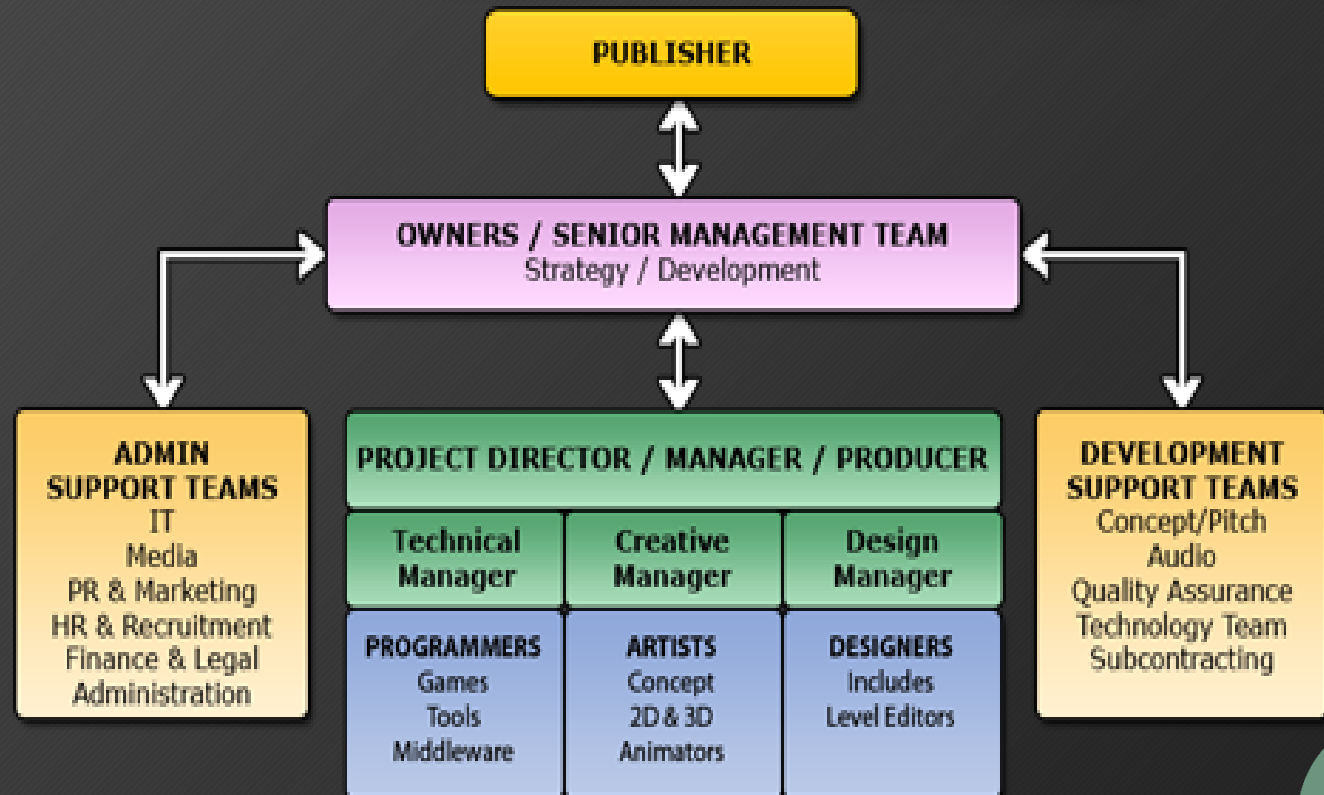 PUBLISHER
OWNERS / SENIOR MANAGEMENT TEAM
Strategy / Development
ADMIN
SUPPORT TEAMS
IT
Media
PR & Marketing
HR & Recruitment
Finance & Legal
Administration
PROJECT DIRECTOR / MANAGER / PRODUCER
Technical
Manager
Creative
Manager
Design
Manager
PROGRAMMERS
Games
Tools
Middleware
ARTISTS
Concept
2D & 3D
Animators
DESIGNERS
Includes
Level Editors
DEVELOPMENT
SUPPORT TEAMS
Concept/Pitch
Audio
Quality Assurance
Technology Team
Subcontracting